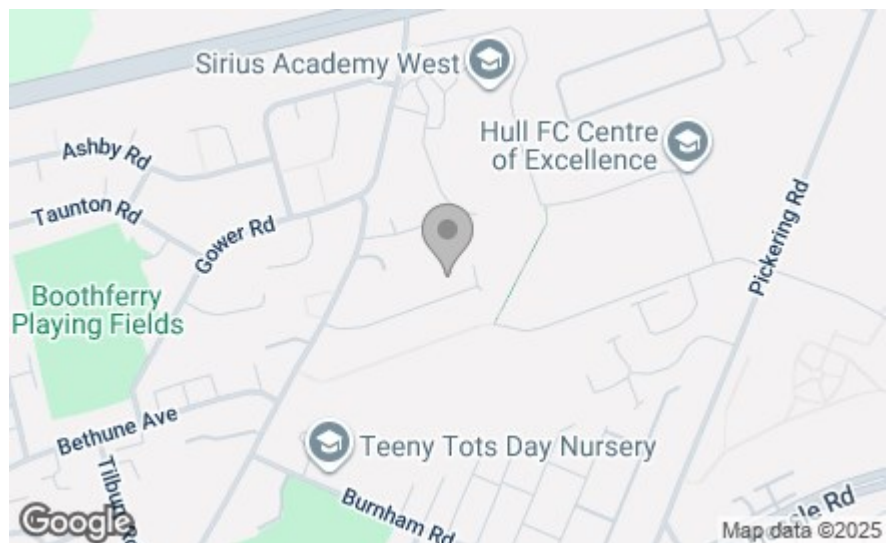 Sirius Academy West
Hull FC Centre
of Excellence
Ashby Rd
Taunton Rd
Gower Rd
Pickering Rd
Boothferry
Playing Fields
Bethune Ave
Teeny Tots Day Nursery
Burnham Rd
Google
Map data ©2025